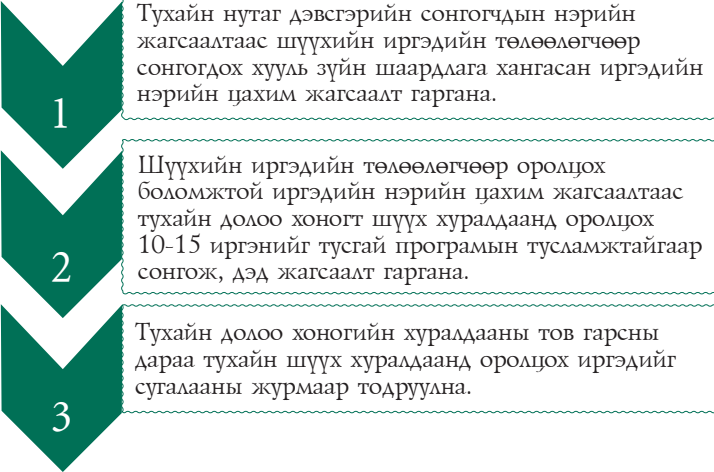 1
Тухайн нутаг дэвсгэрийн сонгогчдын нэрийн
жагсаалтаас шүүхийн иргэдийн төлөөлөгчөөр
сонгогдох хууль зүйн шаардлага хангасан иргэдийн
нэрийн цахим жагсаалт гаргана.
2
Шүүхийн иргэдийн төлөөлөгчөөр оролцох
боломжтой иргэдийн нэрийн цахим жагсаалтаас
тухайн долоо хоногт шүүх хуралдаанд оролцох
10-15 иргэнийг тусгай програмын тусламжтайгаар
сонгож, дэд жагсаалт гаргана.
3
Тухайн долоо хоногийн хуралдааны тов гарсны
дараа тухайн шүүх хуралдаанд оролцох иргэдийг
сугалааны журмаар тодруулна.